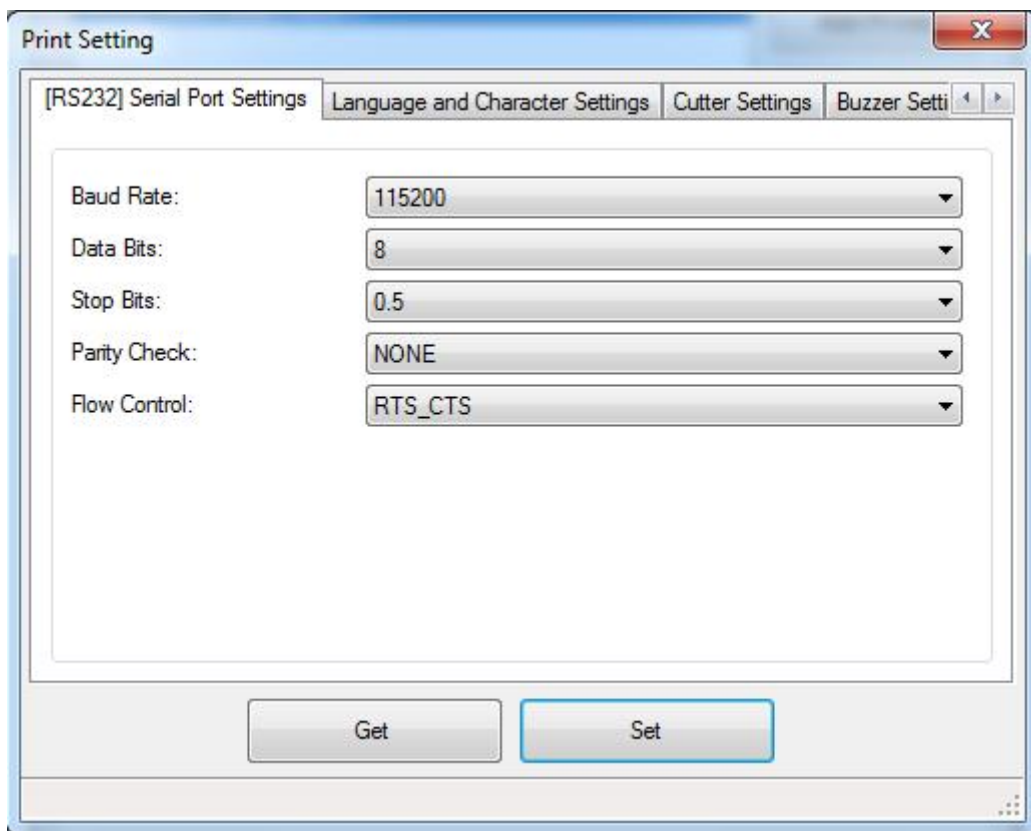 Print Setting
[RS232] Serial Port Settings Language and Character Settings Cutter Settings Buzzer Setti
Baud Rate: 115200
Data Bits: 8
Stop Bits: 0.5
Parity Check: NONE
Flow Control: RTS_CTS
Get Set